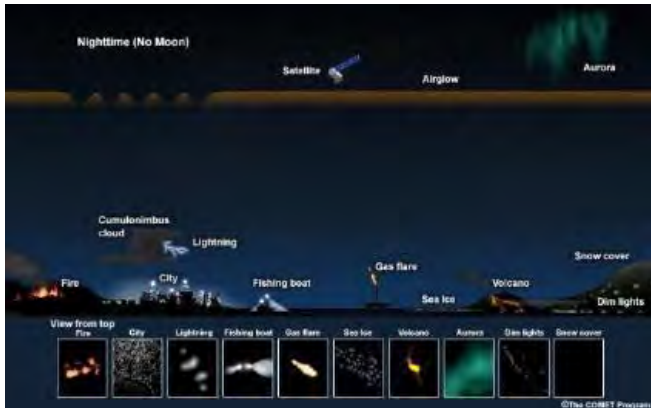 Nighttime (No Moon)
Satellite
Airglow
Aurora
Cumulonimbus
cloud
Lightning
Fire
City
Fishing boat
Gas flare
Sea Ice
Volcano
Snow cover
Dim lights
View from top
Fire
City
Lightning
Fishing boat
Gas flare
Sea Ice
Volcano
Aurora
Dim lights
Snow cover
©The COMET Program